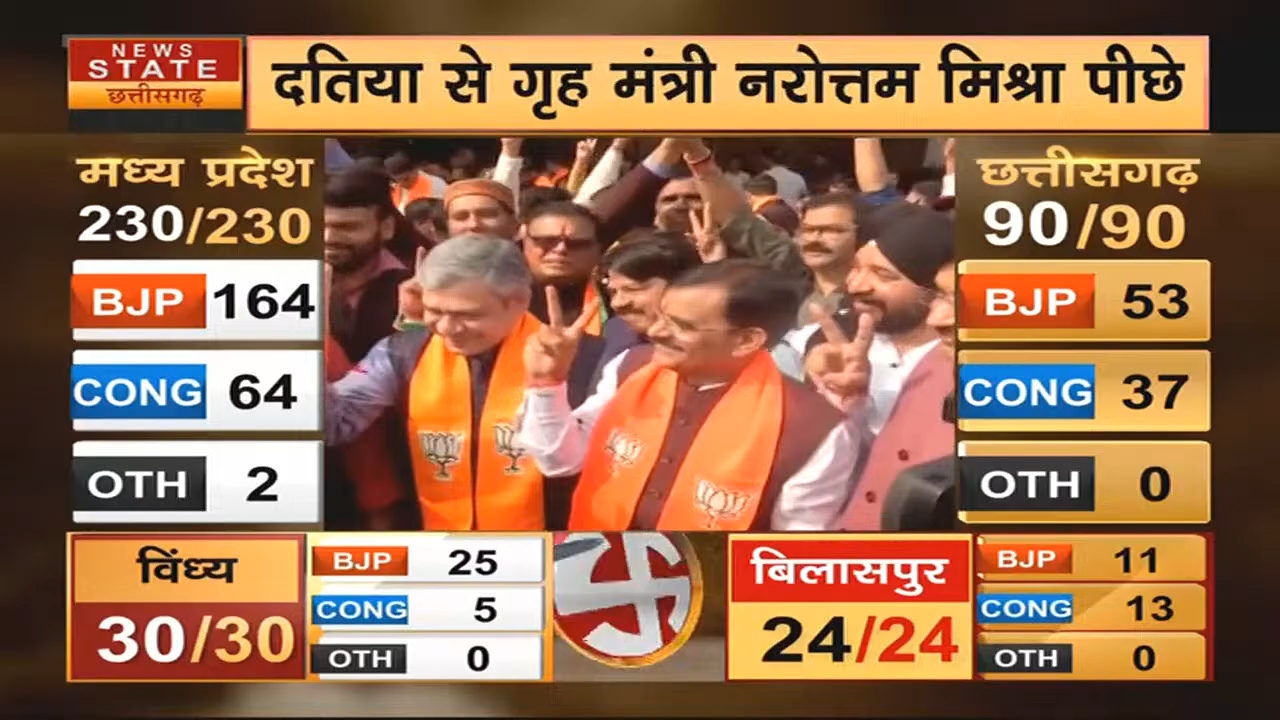 NEWS
STATE
छत्तीसगढ़
दतिया से गृह मंत्री नरोत्तम मिश्रा पीछे
मध्य प्रदेश
230/230
BJP 164
CONG 64
OTH 2
छत्तीसगढ़
90/90
BJP 53
CONG 37
OTH 0
विंध्य
30/30
BJP 25
CONG 5
OTH 0
बिलासपुर
24/24
BJP 11
CONG 13
OTH 0